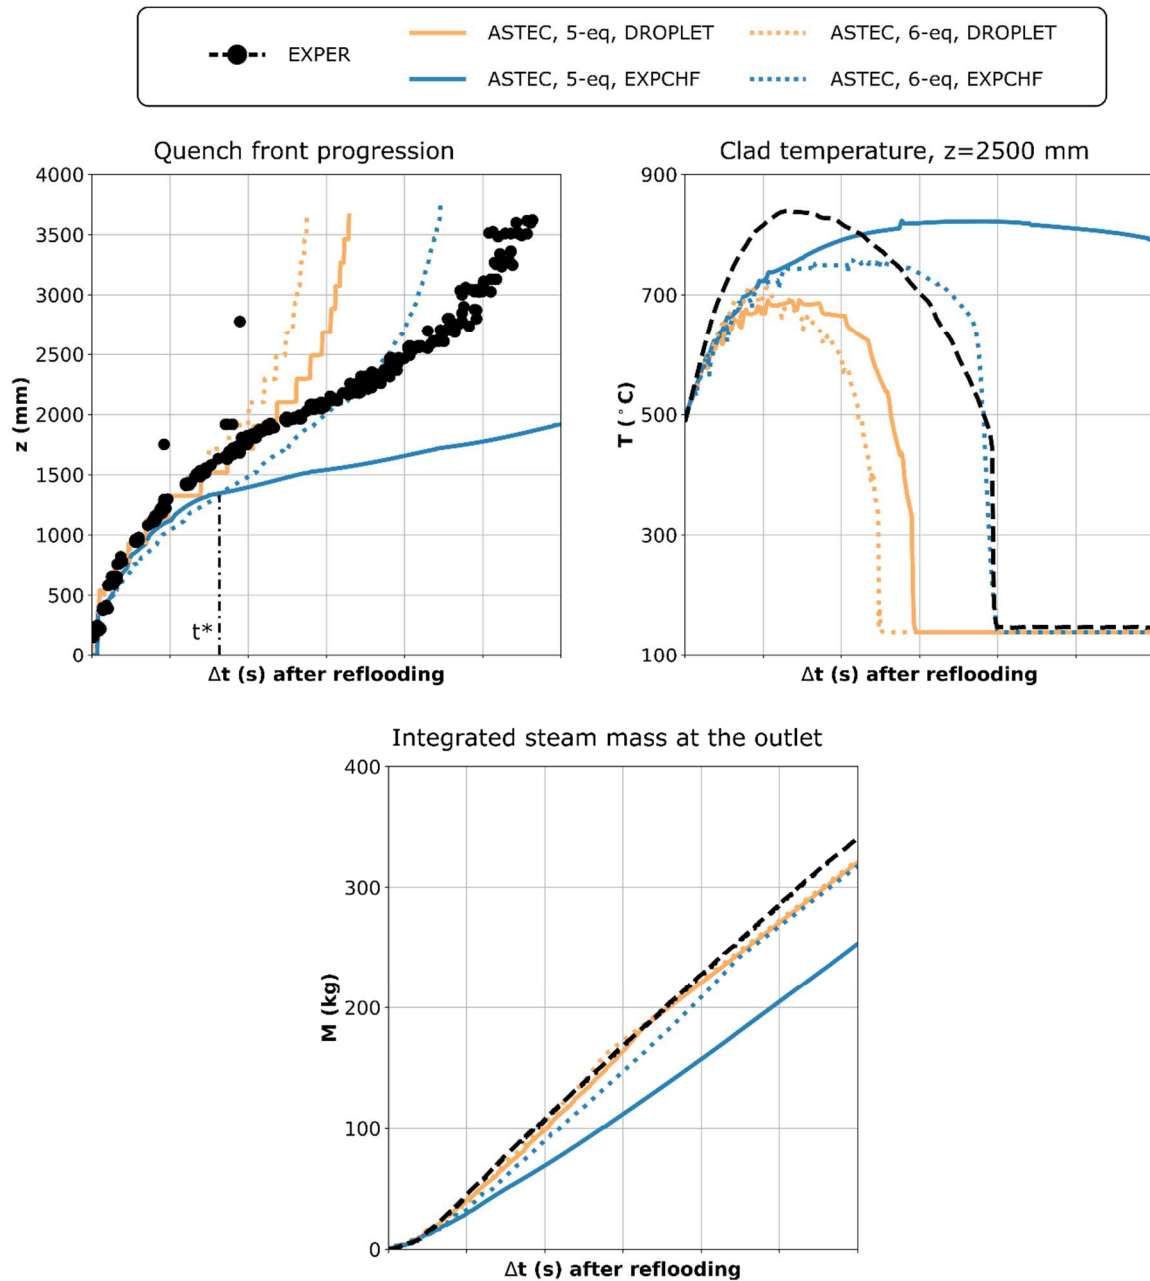 EXPER
ASTEC, 5-eq, DROPLET
ASTEC, 6-eq, DROPLET
ASTEC, 5-eq, EXPCHF
ASTEC, 6-eq, EXPCHF
Quench front progression
4000
3500
3000
2500
2000
1500
1000
500
0
z (mm)
t*
Δt (s) after reflooding
Clad temperature, z=2500 mm
900
700
500
300
100
T (°C)
Δt (s) after reflooding
Integrated steam mass at the outlet
400
300
200
100
0
M (kg)
Δt (s) after reflooding